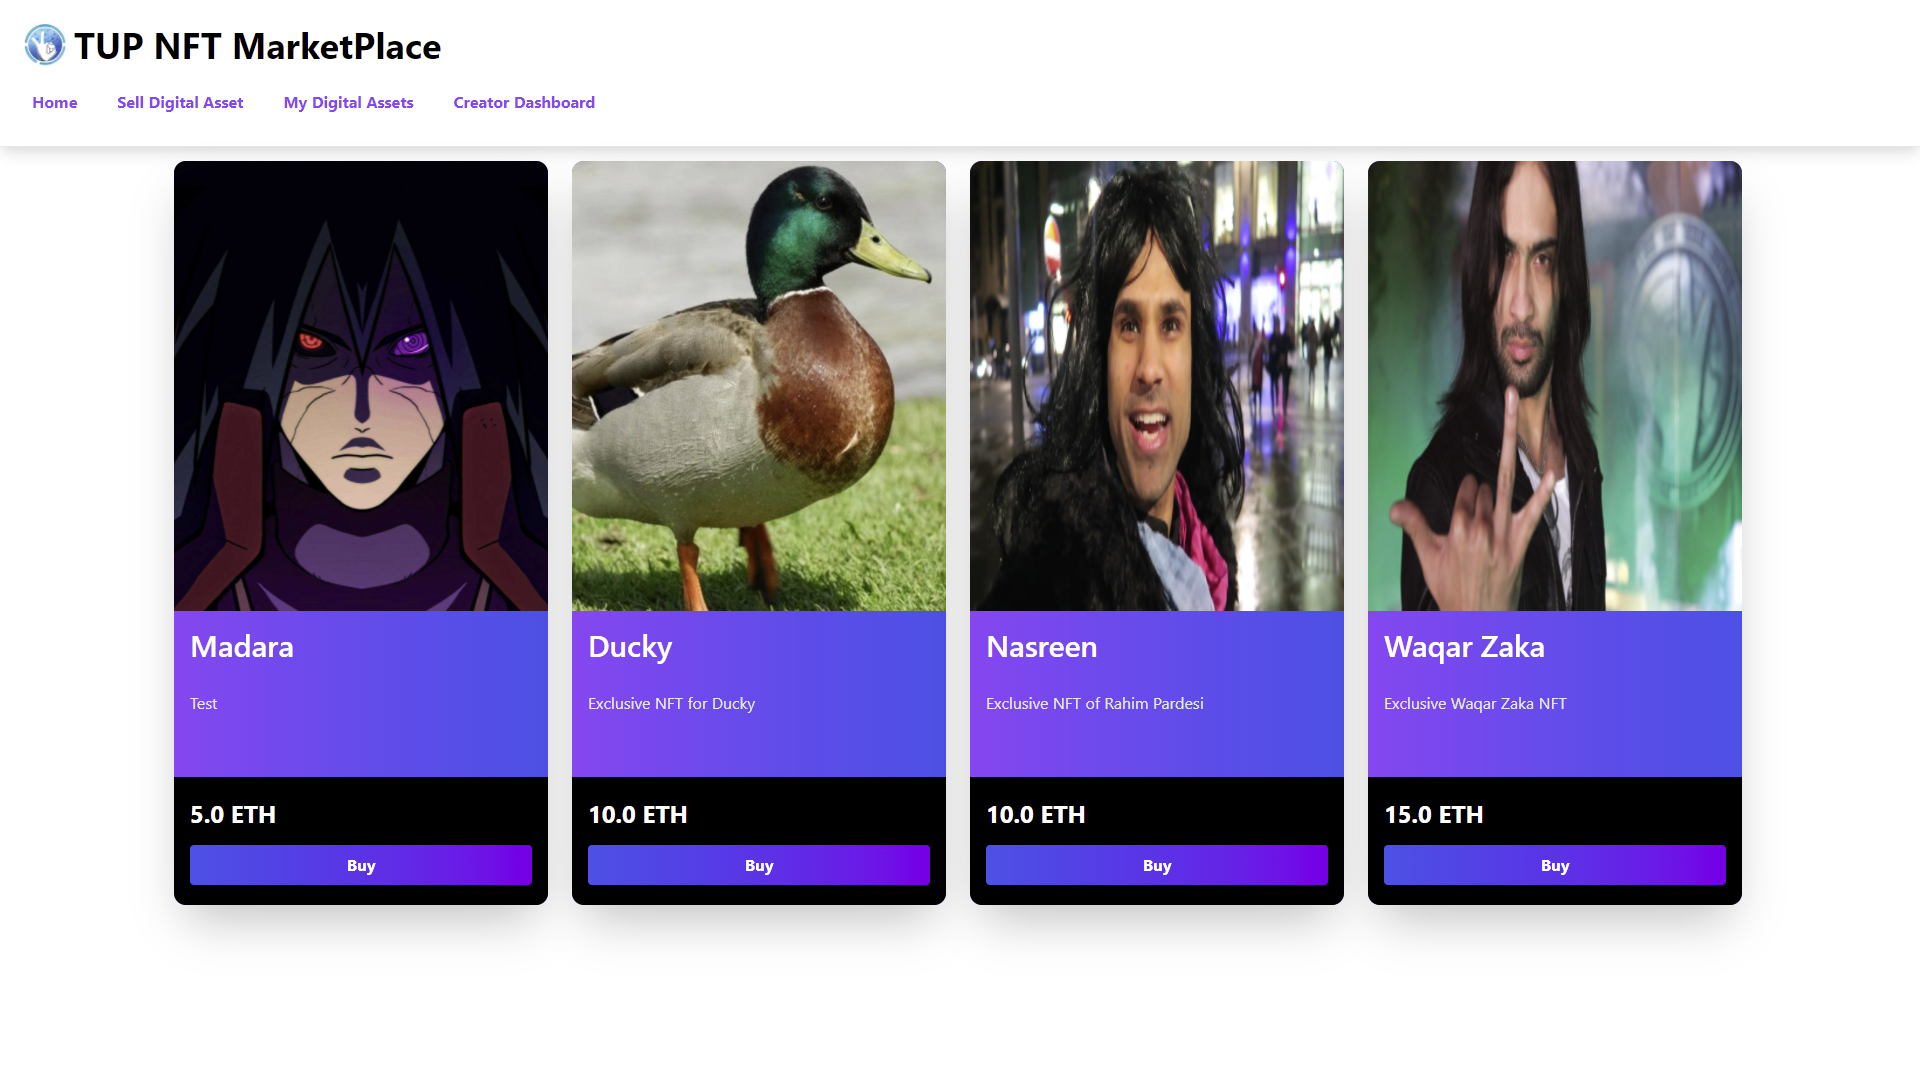 TUP NFT MarketPlace
Home
Sell Digital Asset
My Digital Assets
Creator Dashboard
Madara
Test
5.0 ETH
Buy
Ducky
Exclusive NFT for Ducky
10.0 ETH
Buy
Nasreen
Exclusive NFT of Rahim Pardesi
10.0 ETH
Buy
Waqar Zaka
Exclusive Waqar Zaka NFT
15.0 ETH
Buy